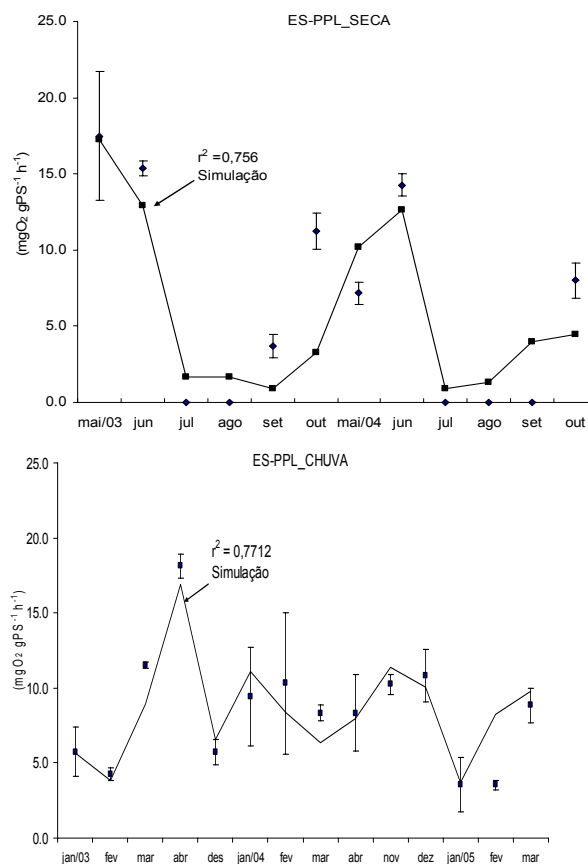 ES-PPL_SECA
25.0
20.0
15.0
10.0
5.0
0.0
(mgO₂ gPS⁻¹ h⁻¹)
r² =0,756
Simulação
mai/03 jun jul ago set out mai/04 jun jul ago set out
ES-PPL_CHUVA
25.0
20.0
15.0
10.0
5.0
0.0
(mgO₂ gPS⁻¹ h⁻¹)
r² = 0,7712
Simulação
jan/03 fev mar abr des jan/04 fev mar abr nov dez jan/05 fev mar